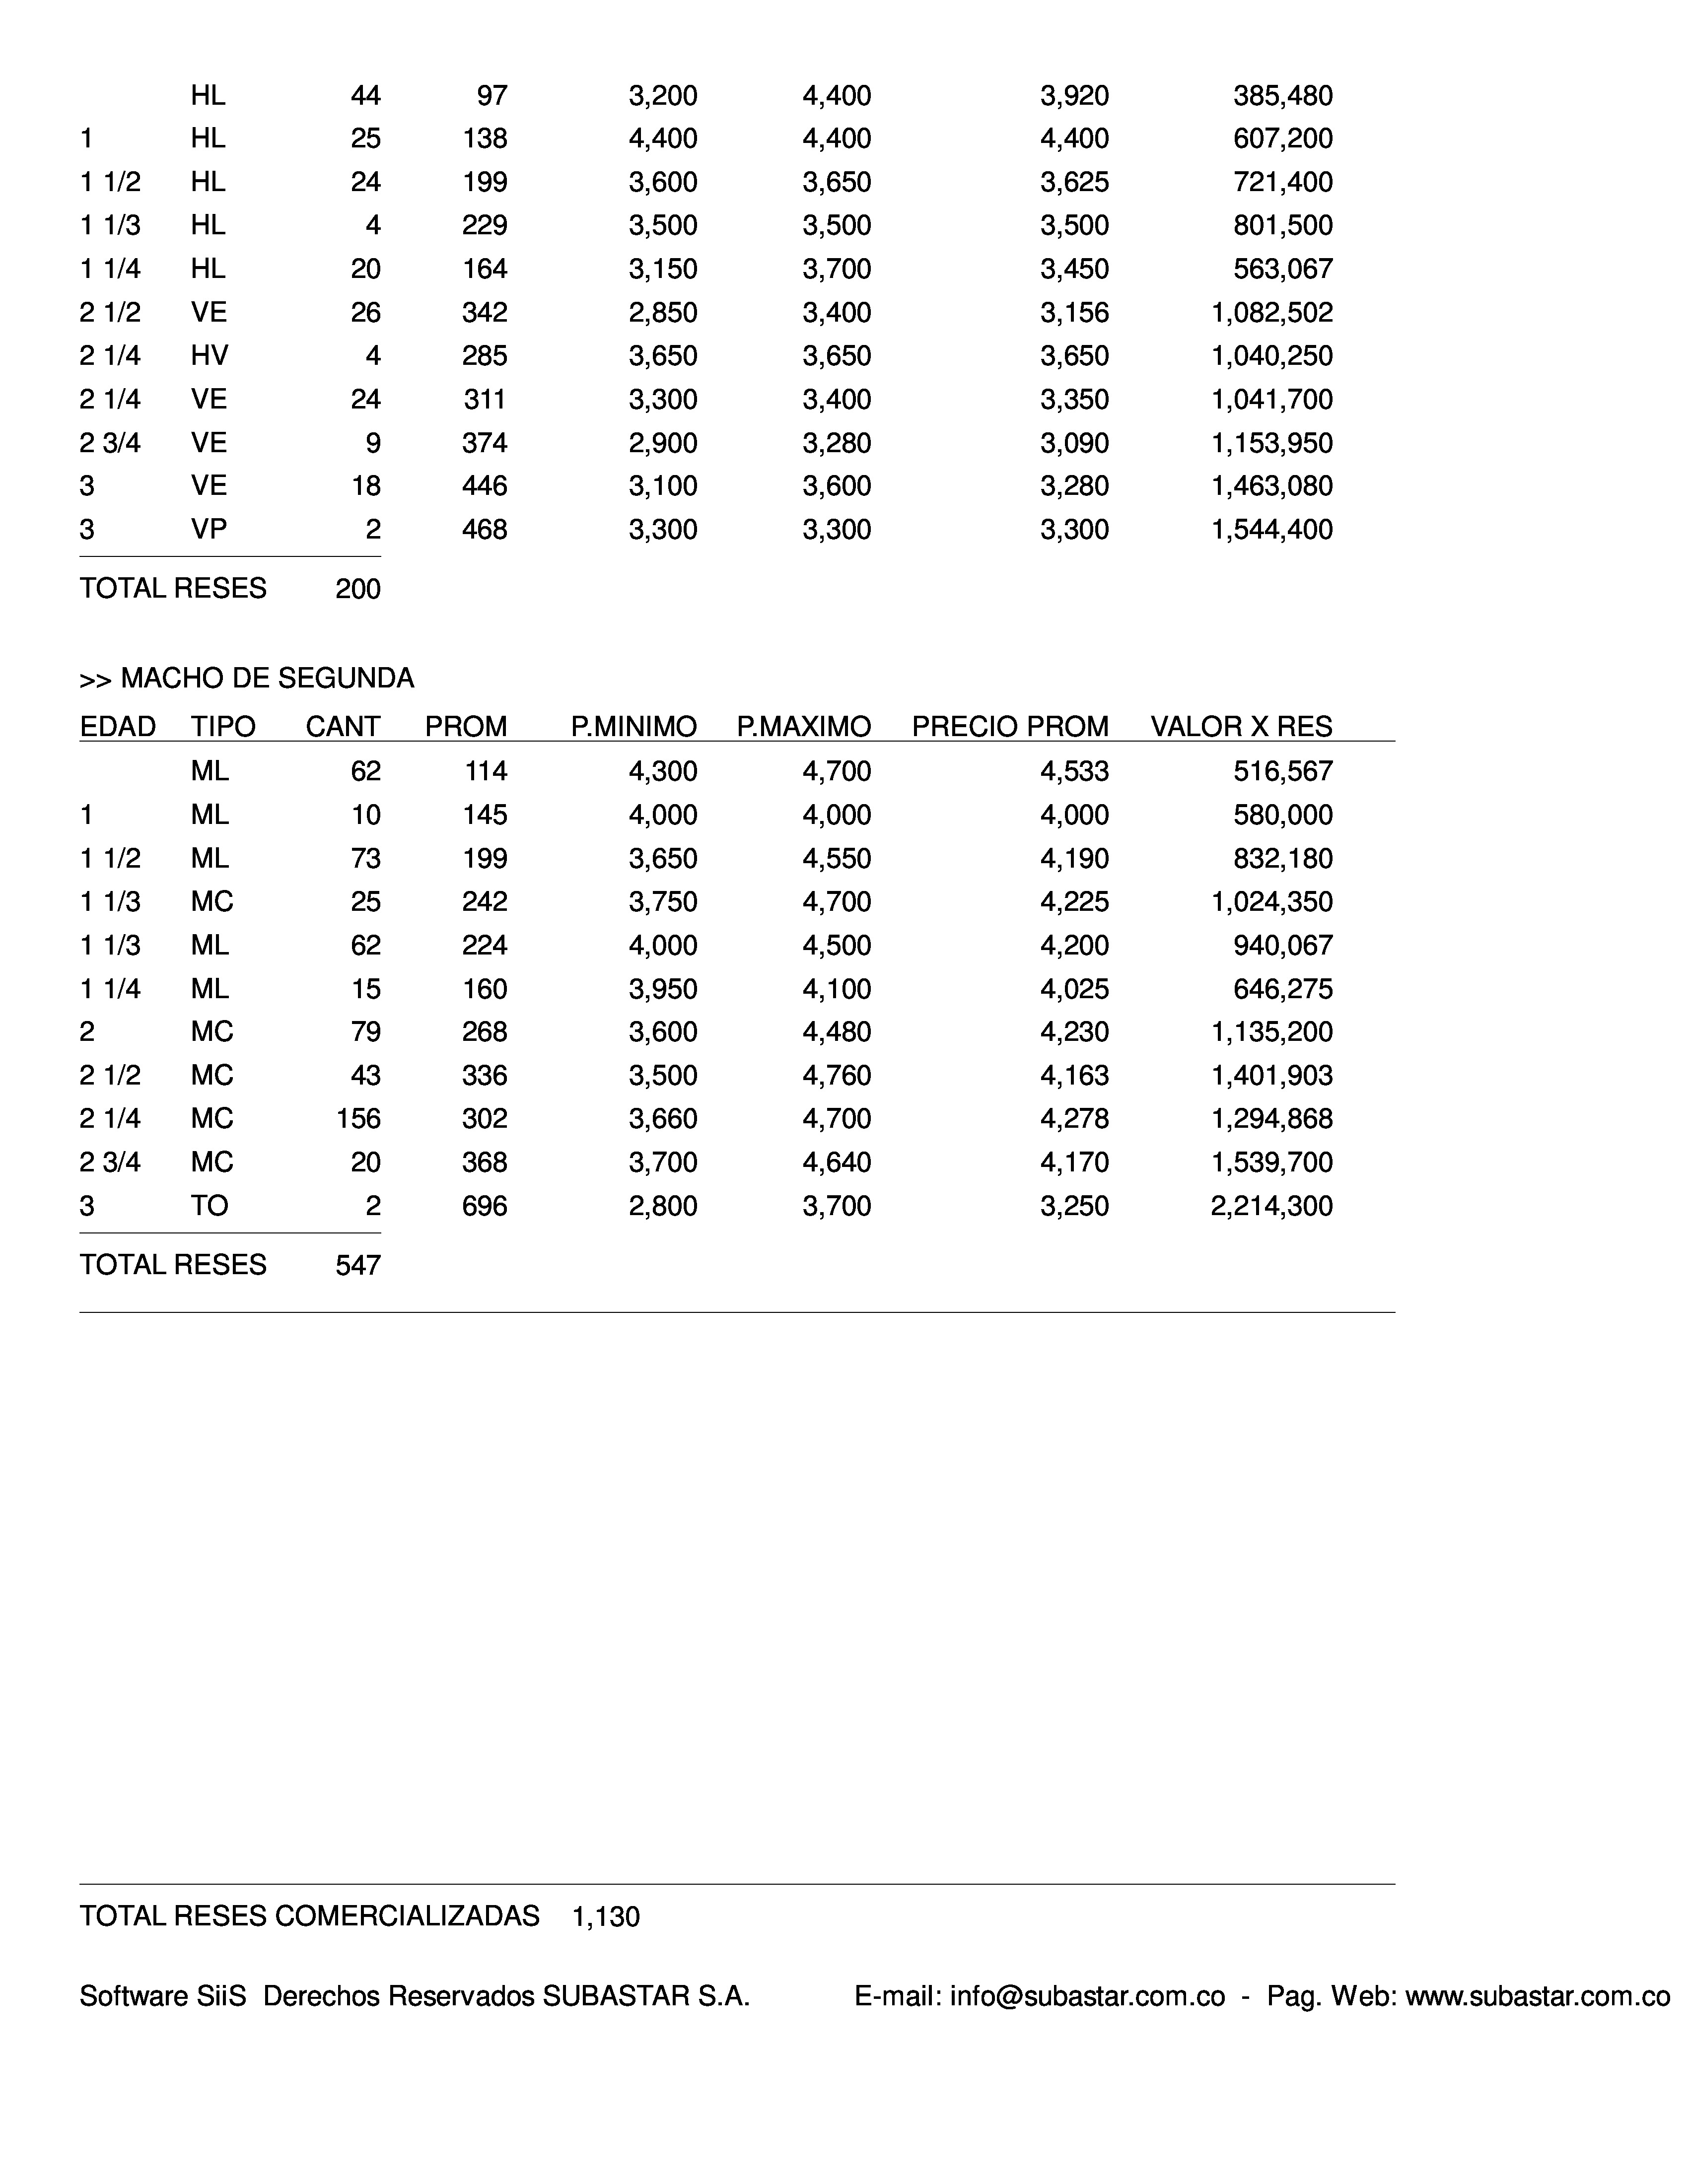 HL 44 97 3,200 4,400 3,920 385,480
1 HL 25 138 4,400 4,400 4,400 607,200
1 1/2 HL 24 199 3,600 3,650 3,625 721,400
1 1/3 HL 4 229 3,500 3,500 3,500 801,500
1 1/4 HL 20 164 3,150 3,700 3,450 563,067
2 1/2 VE 26 342 2,850 3,400 3,156 1,082,502
2 1/4 HV 4 285 3,650 3,650 3,650 1,040,250
2 1/4 VE 24 311 3,300 3,400 3,350 1,041,700
2 3/4 VE 9 374 2,900 3,280 3,090 1,153,950
3 VE 18 446 3,100 3,600 3,280 1,463,080
3 VP 2 468 3,300 3,300 3,300 1,544,400
TOTAL RESES 200
>> MACHO DE SEGUNDA
EDAD TIPO CANT PROM P.MINIMO P.MAXIMO PRECIO PROM VALOR X RES
ML 62 114 4,300 4,700 4,533 516,567
1 ML 10 145 4,000 4,000 4,000 580,000
1 1/2 ML 73 199 3,650 4,550 4,190 832,180
1 1/3 MC 25 242 3,750 4,700 4,225 1,024,350
1 1/3 ML 62 224 4,000 4,500 4,200 940,067
1 1/4 ML 15 160 3,950 4,100 4,025 646,275
2 MC 79 268 3,600 4,480 4,230 1,135,200
2 1/2 MC 43 336 3,500 4,760 4,163 1,401,903
2 1/4 MC 156 302 3,660 4,700 4,278 1,294,868
2 3/4 MC 20 368 3,700 4,640 4,170 1,539,700
3 TO 2 696 2,800 3,700 3,250 2,214,300
TOTAL RESES 547
TOTAL RESES COMERCIALIZADAS 1,130
Software SiiS Derechos Reservados SUBASTAR S.A. E-mail: info@subastar.com.co - Pag. Web: www.subastar.com.co